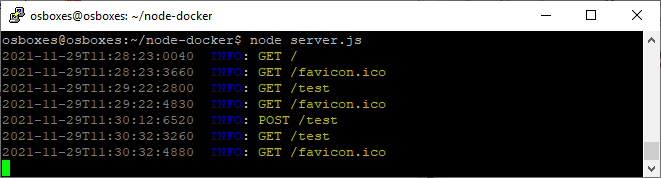 osboxes@osboxes: ~/node-docker
osboxes@osboxes:~/node-docker$ node server.js
2021-11-29T11:28:23:0040  INFO: GET /
2021-11-29T11:28:23:3660  INFO: GET /favicon.ico
2021-11-29T11:29:22:2800  INFO: GET /test
2021-11-29T11:29:22:4830  INFO: GET /favicon.ico
2021-11-29T11:30:12:6520  INFO: POST /test
2021-11-29T11:30:32:3260  INFO: GET /test
2021-11-29T11:30:32:4880  INFO: GET /favicon.ico